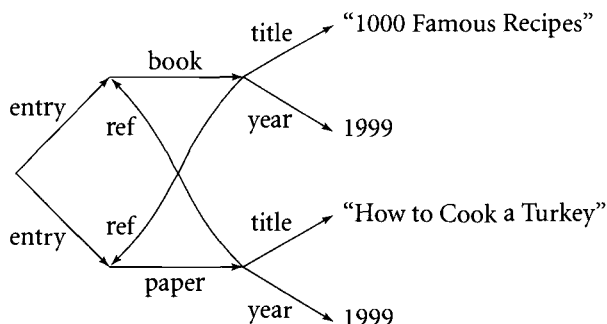 title “1000 Famous Recipes”
book
entry
ref
year 1999
entry
ref
title “How to Cook a Turkey”
paper
year 1999